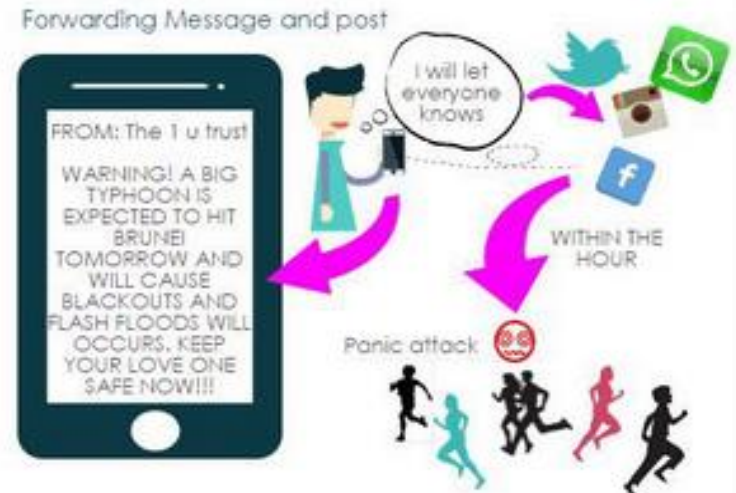 Forwarding Message and post
FROM: The 1 u trust
WARNING! A BIG
TYPHOON IS
EXPECTED TO HIT
BRUNEI
TOMORROW AND
WILL CAUSE
BLACKOUTS AND
FLASH FLOODS WILL
OCCURS. KEEP
YOUR LOVE ONE
SAFE NOW!!!
I will let
everyone
knows
f
WITHIN THE
HOUR
Panic attack